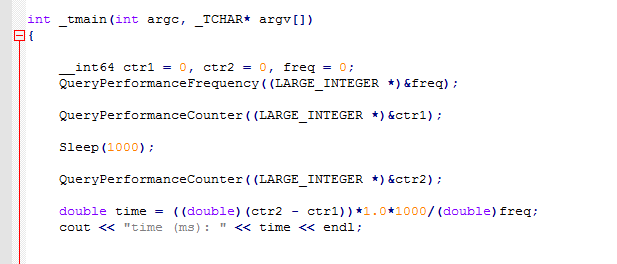 int _tmain(int argc, _TCHAR* argv[])
{
__int64 ctr1 = 0, ctr2 = 0, freq = 0;
QueryPerformanceFrequency((LARGE_INTEGER *)&freq);
QueryPerformanceCounter((LARGE_INTEGER *)&ctr1);
Sleep(1000);
QueryPerformanceCounter((LARGE_INTEGER *)&ctr2);
double time = ((double)(ctr2 - ctr1))*1.0*1000/(double)freq;
cout << "time (ms): " << time << endl;